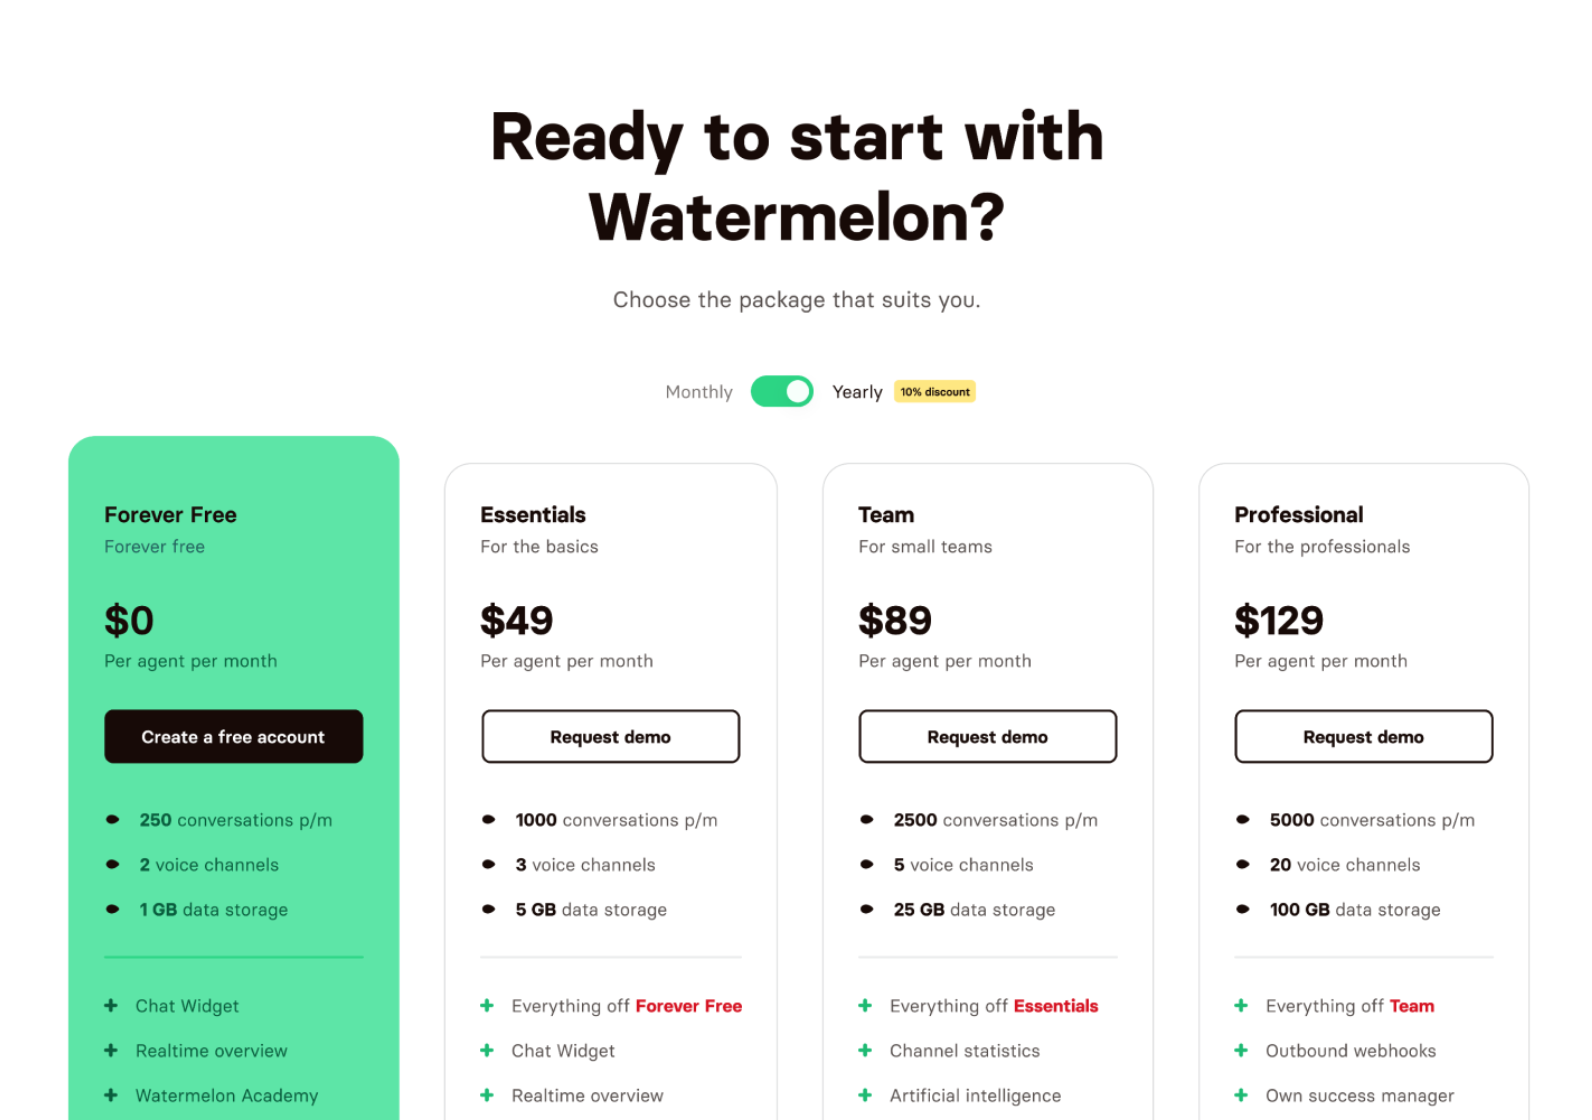 Ready to start with
Watermelon?
Choose the package that suits you.
Monthly Yearly 10% discount
Forever Free
Forever free
$0
Per agent per month
Create a free account
250 conversations p/m
2 voice channels
1 GB data storage
Chat Widget
Realtime overview
Watermelon Academy
Essentials
For the basics
$49
Per agent per month
Request demo
1000 conversations p/m
3 voice channels
5 GB data storage
Everything off Forever Free
Chat Widget
Realtime overview
Team
For small teams
$89
Per agent per month
Request demo
2500 conversations p/m
5 voice channels
25 GB data storage
Everything off Essentials
Channel statistics
Artificial intelligence
Professional
For the professionals
$129
Per agent per month
Request demo
5000 conversations p/m
20 voice channels
100 GB data storage
Everything off Team
Outbound webhooks
Own success manager